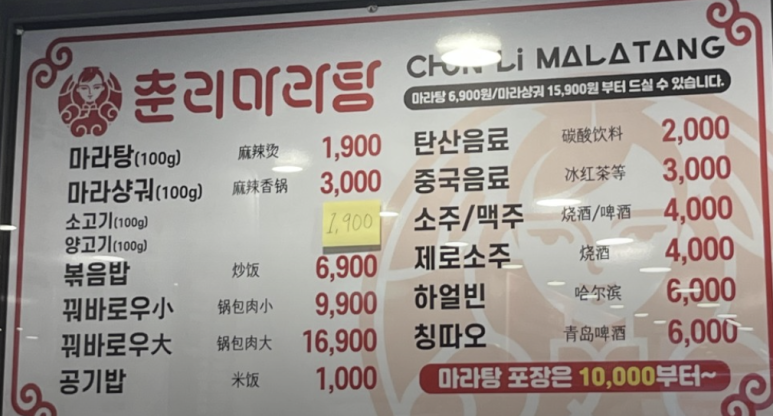 춘리마라탕
CHUN Li MALATANG
마라탕 6,900원/마라샹궈 15,900원 부터 드실 수 있습니다.
마라탕(100g) 麻辣烫 1,900
마라샹궈(100g) 麻辣香锅 3,000
소고기(100g)
양고기(100g)
1,900
볶음밥 炒饭 6,900
꿔바로우小 锅包肉小 9,900
꿔바로우大 锅包肉大 16,900
공기밥 米饭 1,000
탄산음료 碳酸饮料 2,000
중국음료 冰红茶等 3,000
소주/맥주 烧酒/啤酒 4,000
제로소주 烧酒 4,000
하얼빈 哈尔滨 6,000
칭따오 青岛啤酒 6,000
마라탕 포장은 10,000부터~